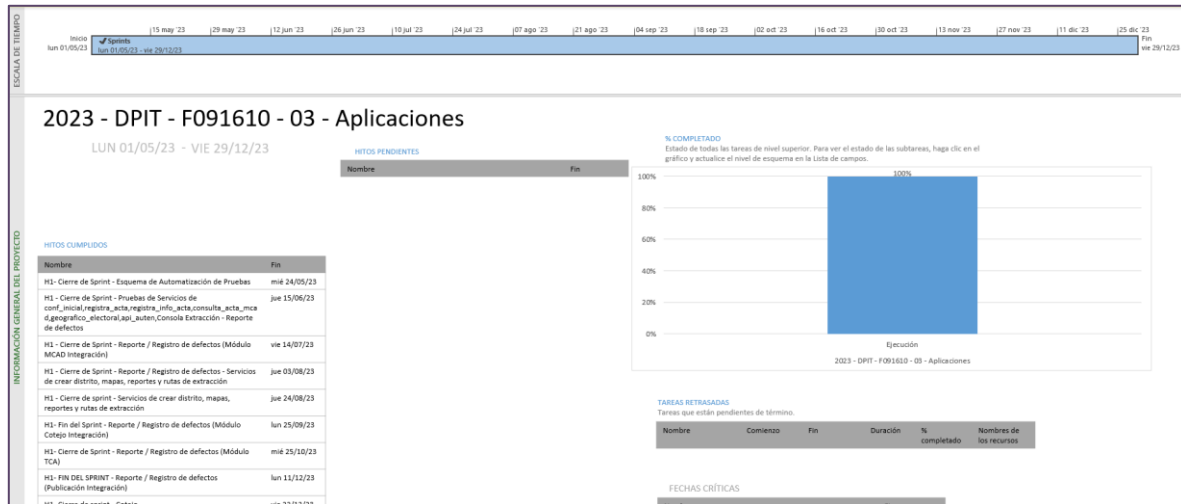 ESCALA DE TIEMPO
15 may '23 29 may '23 12 jun '23 26 jun '23 10 jul '23 24 jul '23 07 ago '23 21 ago '23 04 sep '23 18 sep '23 02 oct '23 16 oct '23 30 oct '23 13 nov '23 27 nov '23 11 dic '23 25 dic '23
Inicio
lun 01/05/23
Sprints
lun 01/05/23 - vie 29/12/23
Fin
vie 29/12/23
INFORMACIÓN GENERAL DEL PROYECTO
2023 - DPIT - F091610 - 03 - Aplicaciones
LUN 01/05/23 - VIE 29/12/23
HITOS PENDIENTES
Nombre Fin
HITOS CUMPLIDOS
Nombre Fin
H1- Cierre de Sprint - Esquema de Automatización de Pruebas mié 24/05/23
H1 - Cierre de Sprint - Pruebas de Servicios de jue 15/06/23
conf_inicial,registra_acta,registra_info_acta,consulta_acta_mca
d,geografico_electoral,api_auten,Consola Extracción - Reporte
de defectos
H1 - Cierre de Sprint - Reporte / Registro de defectos (Módulo vie 14/07/23
MCAD Integración)
H1 - Cierre de Sprint - Reporte / Registro de defectos - Servicios jue 03/08/23
de crear distrito, mapas, reportes y rutas de extracción
H1 - Cierre de sprint - Servicios de crear distrito, mapas, jue 24/08/23
reportes y rutas de extracción
H1- Fin del Sprint - Reporte / Registro de defectos (Módulo lun 25/09/23
Cotejo Integración)
H1- Cierre de Sprint - Reporte / Registro de defectos (Módulo mié 25/10/23
TCA)
H1- FIN DEL SPRINT - Reporte / Registro de defectos lun 11/12/23
(Publicación Integración)
H1- Cierre de sprint - Cotejo
% COMPLETADO
Estado de todas las tareas de nivel superior. Para ver el estado de las subtareas, haga clic en el
gráfico y actualice el nivel de esquema en la Lista de campos.
100%
100%
80%
60%
40%
20%
0%
Ejecución
2023 - DPIT - F091610 - 03 - Aplicaciones
TAREAS RETRASADAS
Tareas que están pendientes de término.
Nombre Comienzo Fin Duración % completado Nombres de los recursos
FECHAS CRÍTICAS